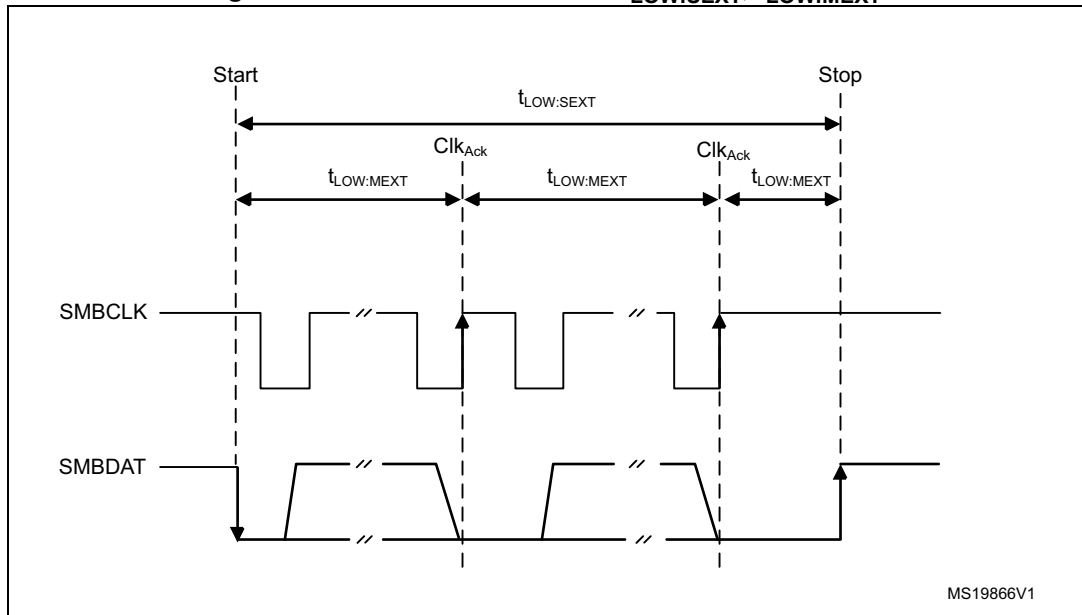 Start
Stop
tLOW:SEXT
ClkAck
ClkAck
tLOW:MEXT
tLOW:MEXT
tLOW:MEXT
SMBCLK
SMBDAT
MS19866V1